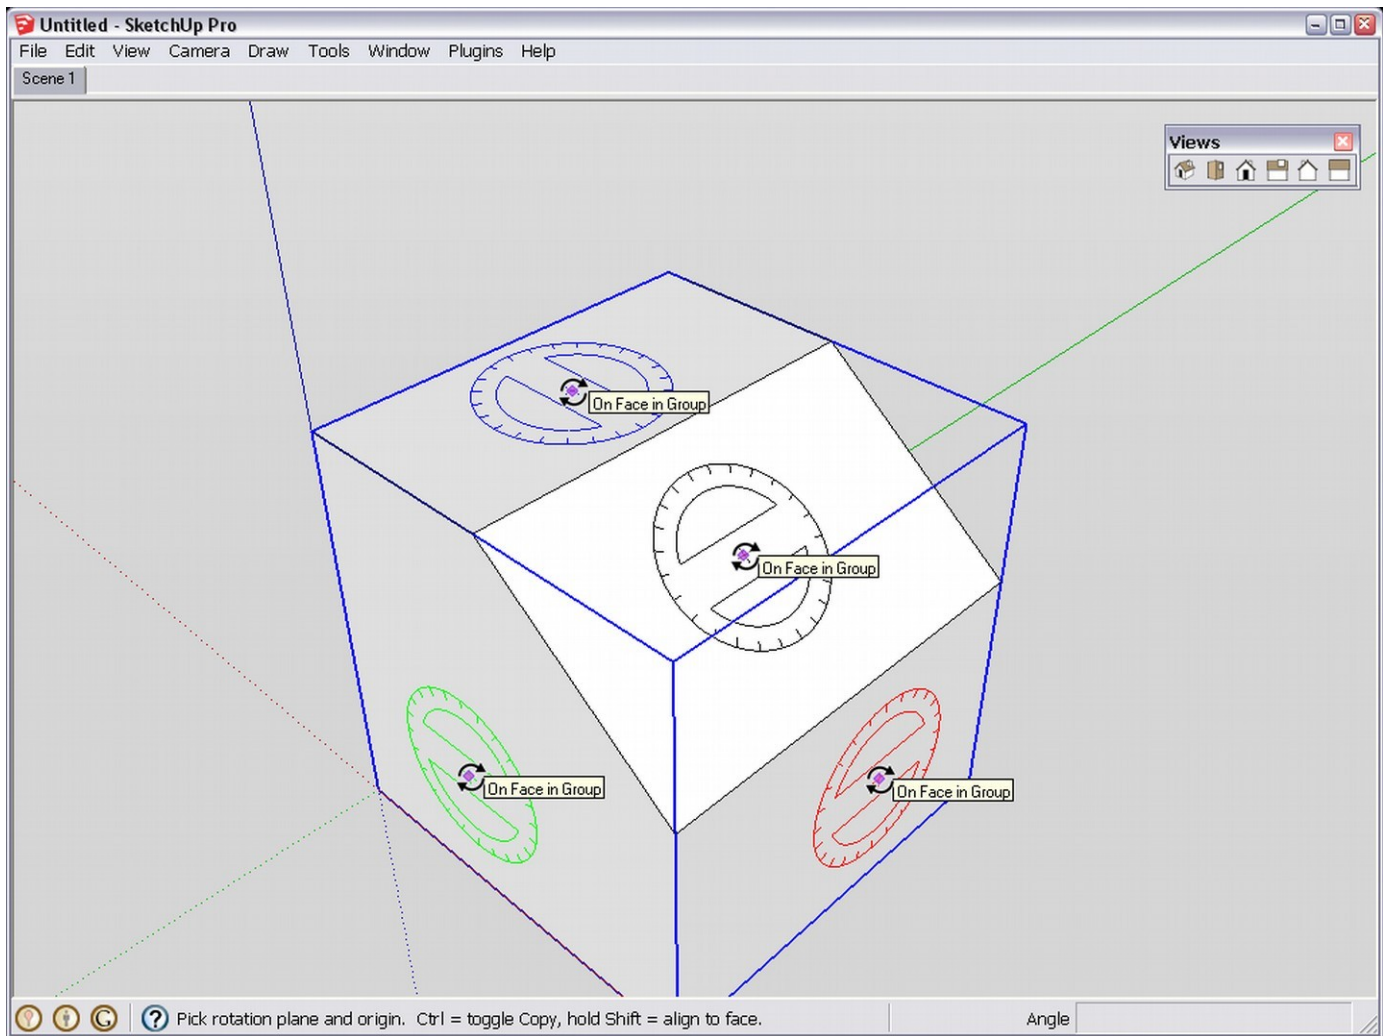 Untitled - SketchUp Pro
File Edit View Camera Draw Tools Window Plugins Help
Scene 1
Views
On Face in Group
On Face in Group
On Face in Group
On Face in Group
Pick rotation plane and origin. Ctrl = toggle Copy, hold Shift = align to face. Angle